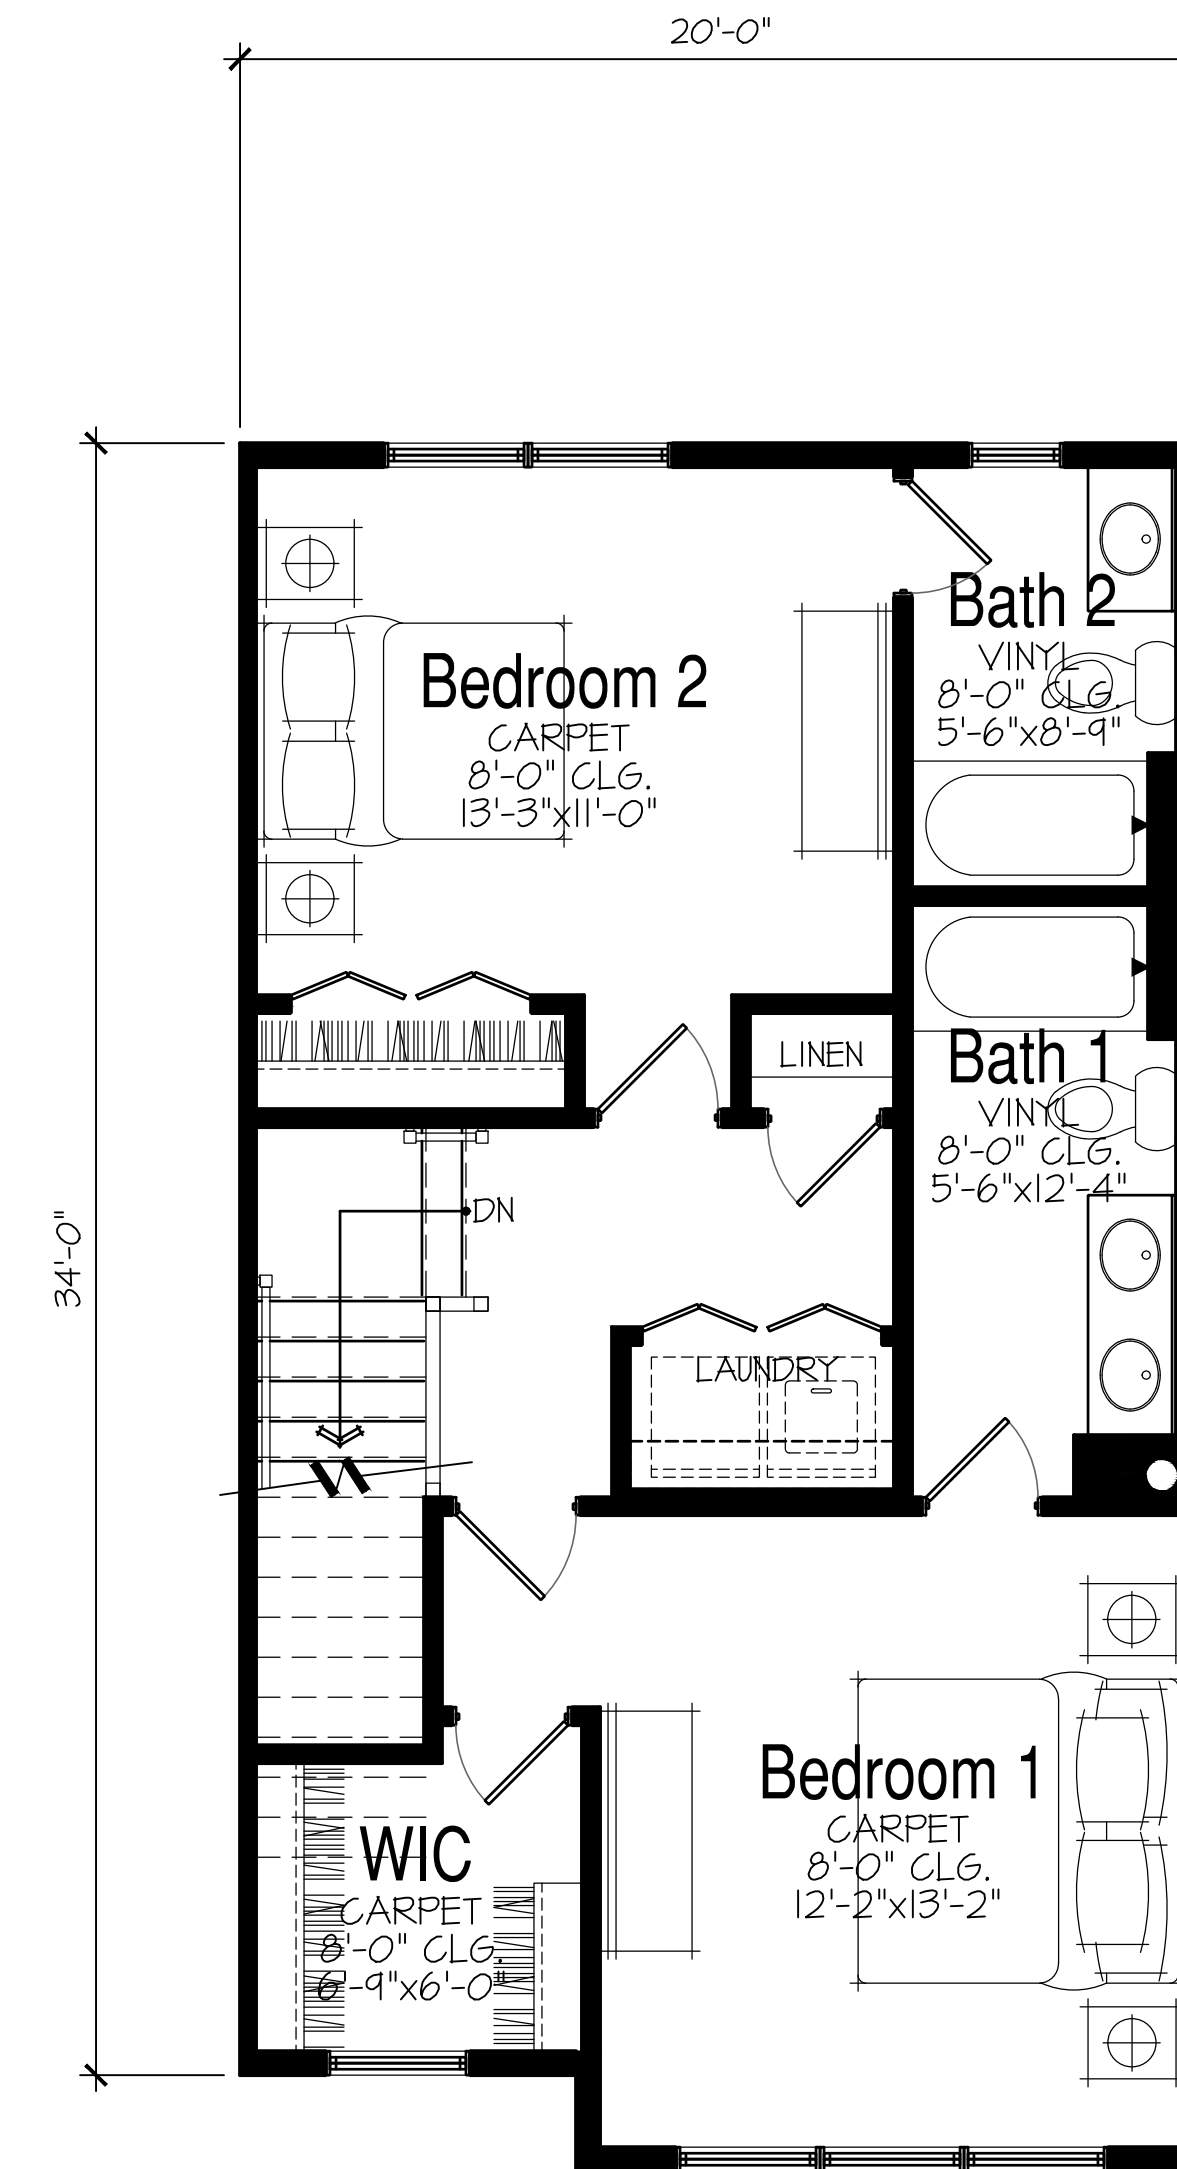 20'-0"
Bath 2
VINYL
8'-0" CLG.
5'-6"x8'-9"
Bedroom 2
CARPET
8'-0" CLG.
13'-3"x11'-0"
LINEN
Bath 1
VINYL
8'-0" CLG.
5'-6"x12'-4"
DN
34'-0"
LAUNDRY
Bedroom 1
CARPET
8'-0" CLG.
12'-2"x13'-2"
WIC
CARPET
8'-0" CLG.
6'-9"x6'-0"